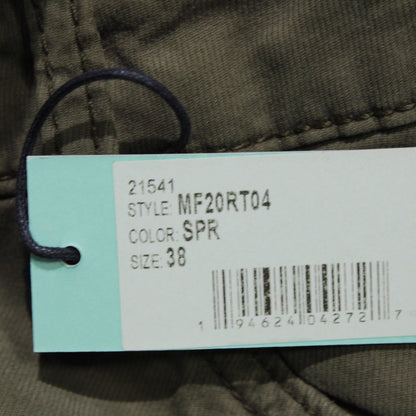 21541
STYLE: MF20RT04
COLOR: SPR
SIZE: 38
1 94624 04272 7